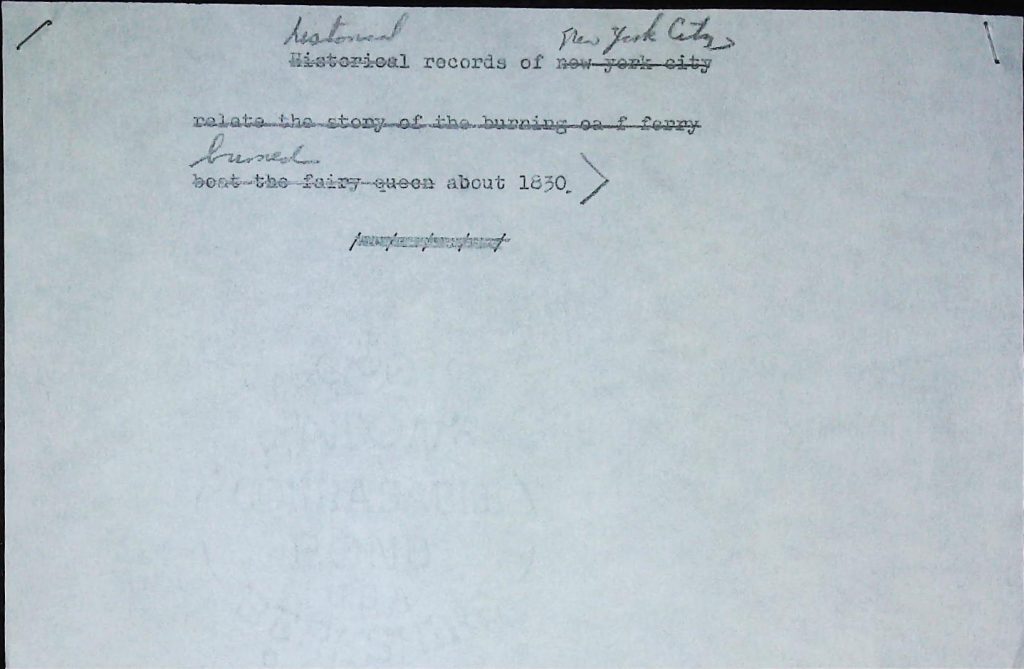 historical New York City
Historical records of new york city
relate the story of the burning oa f ferry
burned
boat the fairy queen about 1830.